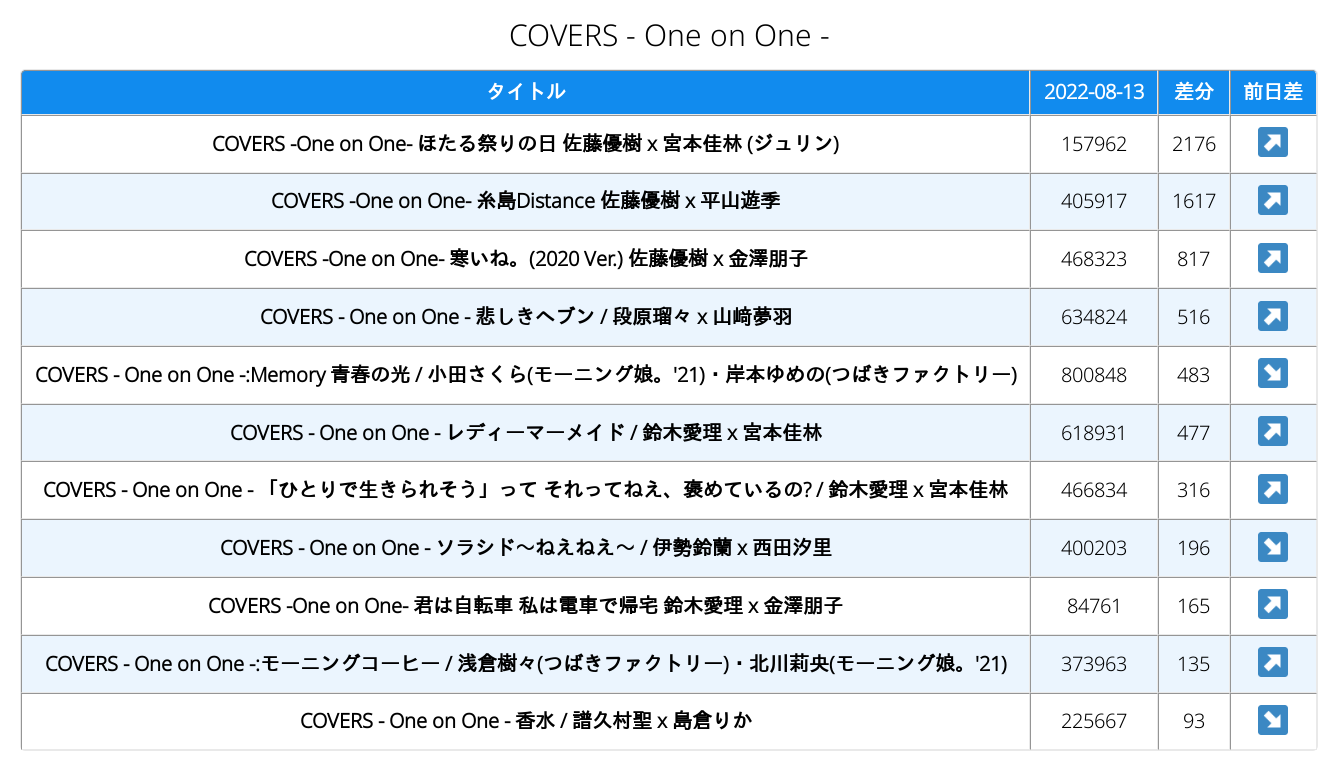 COVERS - One on One -
タイトル 2022-08-13 差分 前日差
COVERS -One on One- ほたる祭りの日 佐藤優樹 x 宮本佳林 (ジュリン) 157962 2176
COVERS -One on One- 糸島Distance 佐藤優樹 x 平山遊季 405917 1617
COVERS -One on One- 寒いね。(2020 Ver.) 佐藤優樹 x 金澤朋子 468323 817
COVERS - One on One - 悲しきヘブン / 段原瑠々 x 山﨑夢羽 634824 516
COVERS - One on One -:Memory 青春の光 / 小田さくら(モーニング娘。'21)・岸本ゆめの(つばきファクトリー) 800848 483
COVERS - One on One - レディーマーメイド / 鈴木愛理 x 宮本佳林 618931 477
COVERS - One on One - 「ひとりで生きられそう」って それってねえ、褒めているの? / 鈴木愛理 x 宮本佳林 466834 316
COVERS - One on One - ソラシド〜ねえねえ〜 / 伊勢鈴蘭 x 西田汐里 400203 196
COVERS -One on One- 君は自転車 私は電車で帰宅 鈴木愛理 x 金澤朋子 84761 165
COVERS - One on One -:モーニングコーヒー / 浅倉樹々(つばきファクトリー)・北川莉央(モーニング娘。'21) 373963 135
COVERS - One on One - 香水 / 譜久村聖 x 島倉りか 225667 93